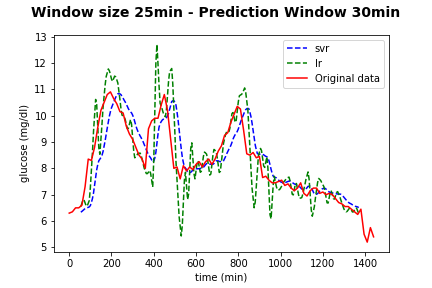 Window size 25min - Prediction Window 30min
svr
lr
Original data
13
12
11
10
9
8
7
6
5
glucose (mg/dl)
0 200 400 600 800 1000 1200 1400
time (min)